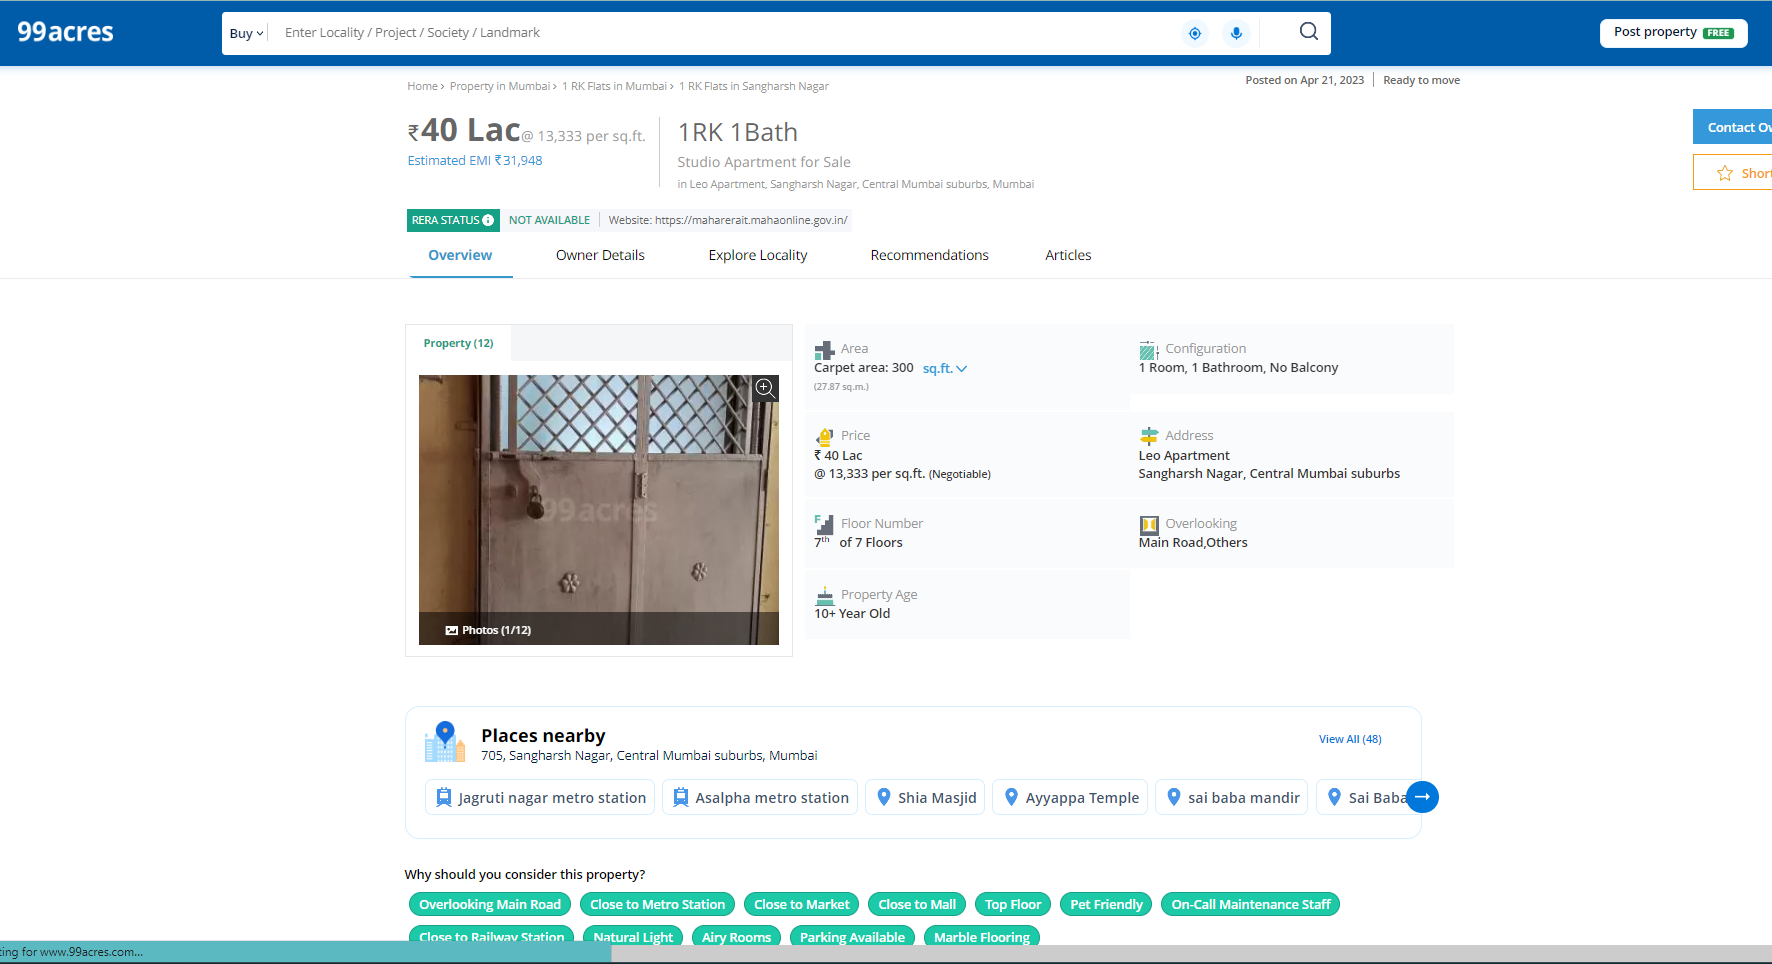 99acres
Buy
Enter Locality / Project / Society / Landmark
Post property FREE
Home › Property in Mumbai › 1 RK Flats in Mumbai › 1 RK Flats in Sangharsh Nagar
Posted on Apr 21, 2023 | Ready to move
₹40 Lac @ 13,333 per sq.ft.
Estimated EMI ₹31,948
1RK 1Bath
Studio Apartment for Sale
in Leo Apartment, Sangharsh Nagar, Central Mumbai suburbs, Mumbai
Contact Ow
Short
RERA STATUS NOT AVAILABLE | Website: https://maharerait.mahaonline.gov.in/
Overview Owner Details Explore Locality Recommendations Articles
Property (12)
99acres
Photos (1/12)
Area
Carpet area: 300 sq.ft.
(27.87 sq.m.)
Configuration
1 Room, 1 Bathroom, No Balcony
Price
₹ 40 Lac
@ 13,333 per sq.ft. (Negotiable)
Address
Leo Apartment
Sangharsh Nagar, Central Mumbai suburbs
Floor Number
7th of 7 Floors
Overlooking
Main Road,Others
Property Age
10+ Year Old
Places nearby
705, Sangharsh Nagar, Central Mumbai suburbs, Mumbai
View All (48)
Jagruti nagar metro station Asalpha metro station Shia Masjid Ayyappa Temple sai baba mandir Sai Baba
Why should you consider this property?
Overlooking Main Road Close to Metro Station Close to Market Close to Mall Top Floor Pet Friendly On-Call Maintenance Staff
Close to Railway Station Natural Light Airy Rooms Parking Available Marble Flooring
ting for www.99acres.com...